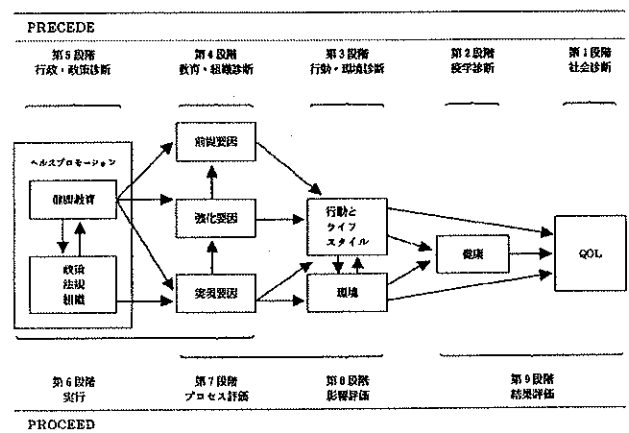 PRECEDE
第5段階
行政・政策診断
第4段階
教育・組織診断
第3段階
行動・環境診断
第2段階
疫学診断
第1段階
社会診断
ヘルスプロモーション
健康教育
政策
法規
組織
前提要因
強化要因
実現要因
行動と
ライフ
スタイル
環境
健康
QOL
第6段階
実行
第7段階
プロセス評価
第8段階
影響評価
第9段階
結果評価
PROCEED